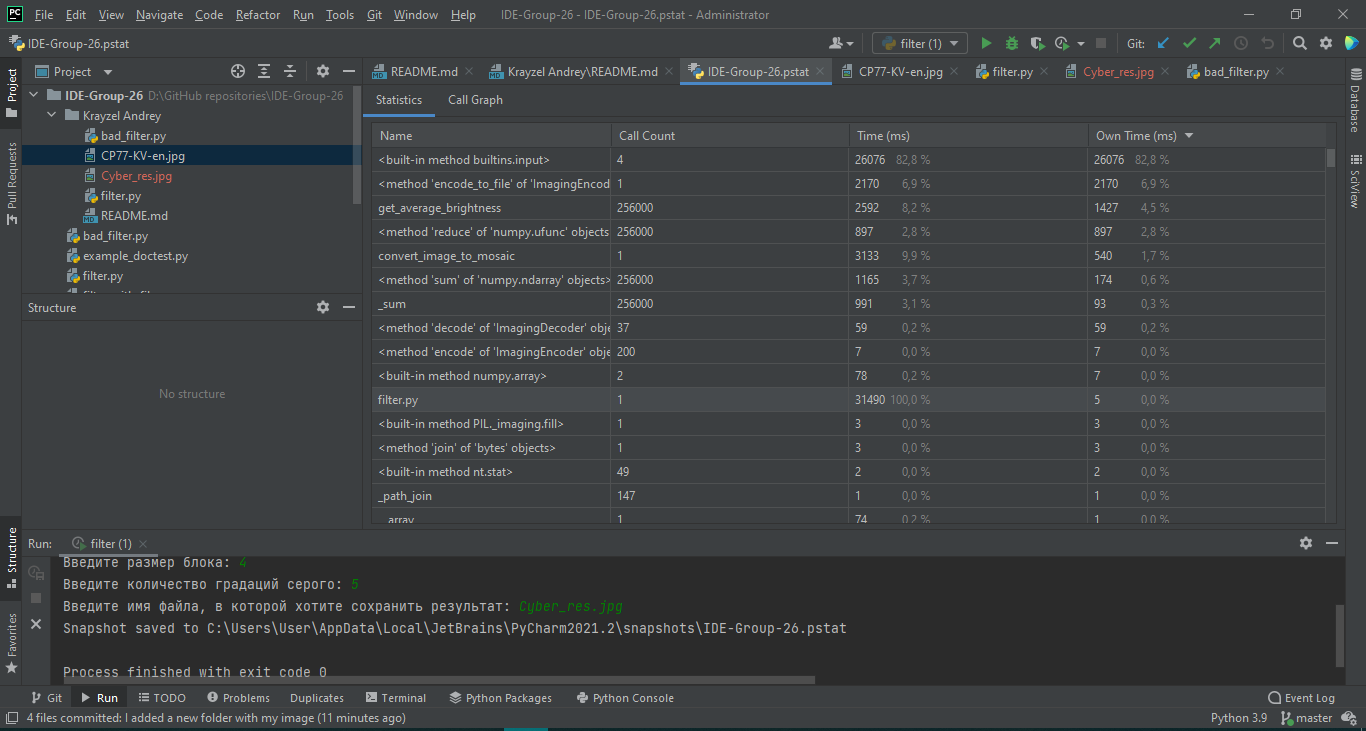 PC File Edit View Navigate Code Refactor Run Tools Git Window Help IDE-Group-26 - IDE-Group-26.pstat - Administrator
IDE-Group-26.pstat filter (1) Git:
Project README.md Krayzel Andrey\README.md IDE-Group-26.pstat CP77-KV-en.jpg filter.py Cyber_res.jpg bad_filter.py
Project
Pull Requests
Structure
Favorites
Database
SciView
IDE-Group-26 D:\GitHub repositories\IDE-Group-26
Krayzel Andrey
bad_filter.py
CP77-KV-en.jpg
Cyber_res.jpg
filter.py
MD README.md
bad_filter.py
example_doctest.py
filter.py
Structure
No structure
Statistics Call Graph
Name Call Count Time (ms) Own Time (ms)
<built-in method builtins.input> 4 26076 82,8 % 26076 82,8 %
<method 'encode_to_file' of 'ImagingEncod 1 2170 6,9 % 2170 6,9 %
get_average_brightness 256000 2592 8,2 % 1427 4,5 %
<method 'reduce' of 'numpy.ufunc' objects 256000 897 2,8 % 897 2,8 %
convert_image_to_mosaic 1 3133 9,9 % 540 1,7 %
<method 'sum' of 'numpy.ndarray' objects> 256000 1165 3,7 % 174 0,6 %
_sum 256000 991 3,1 % 93 0,3 %
<method 'decode' of 'ImagingDecoder' obje 37 59 0,2 % 59 0,2 %
<method 'encode' of 'ImagingEncoder' obje 200 7 0,0 % 7 0,0 %
<built-in method numpy.array> 2 78 0,2 % 7 0,0 %
filter.py 1 31490 100,0 % 5 0,0 %
<built-in method PIL._imaging.fill> 1 3 0,0 % 3 0,0 %
<method 'join' of 'bytes' objects> 1 3 0,0 % 3 0,0 %
<built-in method nt.stat> 49 2 0,0 % 2 0,0 %
_path_join 147 1 0,0 % 1 0,0 %
__array__ 1 74 0,2 % 1 0,0 %
Run: filter (1)
Введите размер блока: 4
Введите количество градаций серого: 5
Введите имя файла, в которой хотите сохранить результат: Cyber_res.jpg
Snapshot saved to C:\Users\User\AppData\Local\JetBrains\PyCharm2021.2\snapshots\IDE-Group-26.pstat
Process finished with exit code 0
Git Run TODO Problems Duplicates Terminal Python Packages Python Console Event Log
4 files committed: I added a new folder with my image (11 minutes ago) Python 3.9 master